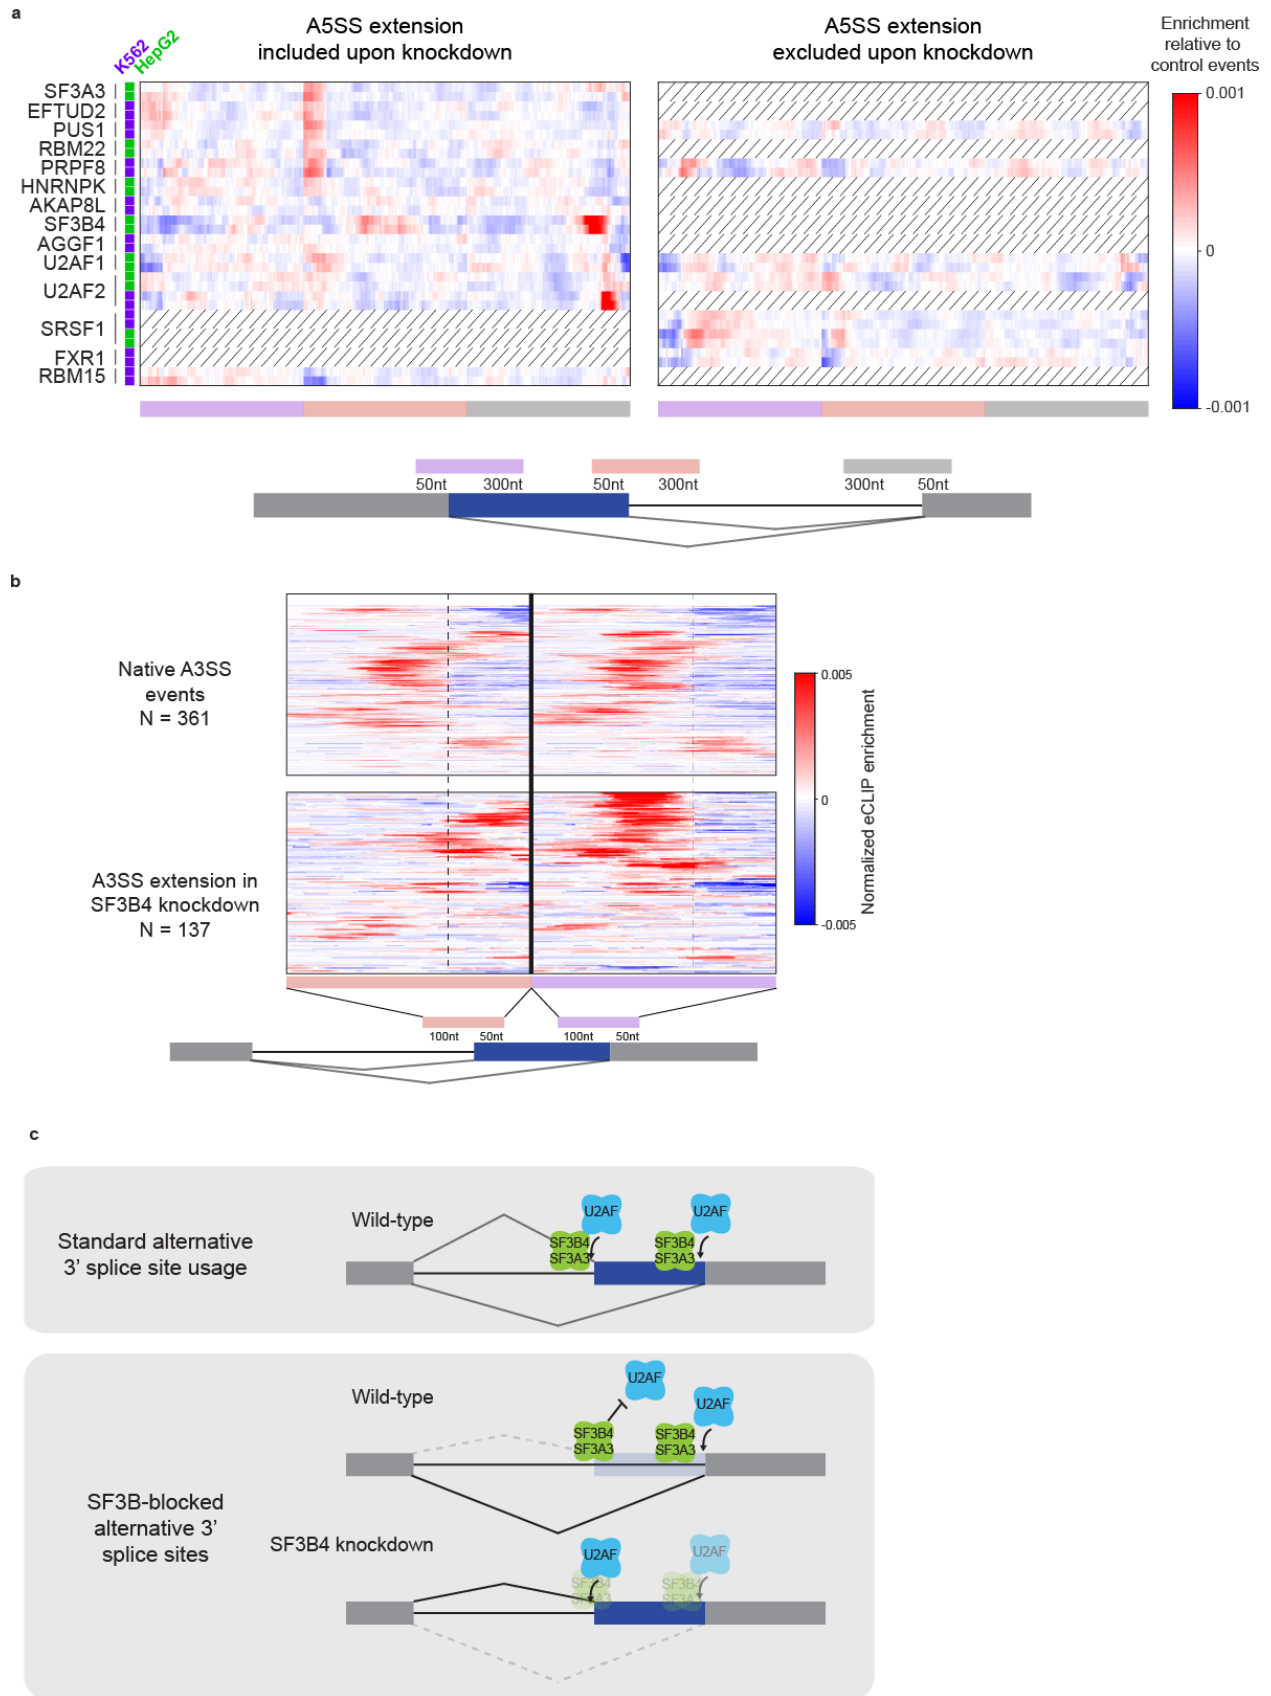 a
A5SS extension
included upon knockdown
A5SS extension
excluded upon knockdown
Enrichment
relative to
control events
K562
HepG2
SF3A3
EFTUD2
PUS1
RBM22
PRPF8
HNRNPK
AKAP8L
SF3B4
AGGF1
U2AF1
U2AF2
SRSF1
FXR1
RBM15
0.001
0
-0.001
50nt 300nt 50nt 300nt 300nt 50nt
b
Native A3SS
events
N = 361
A3SS extension in
SF3B4 knockdown
N = 137
0.005
0
-0.005
Normalized eCLIP enrichment
100nt 50nt 100nt 50nt
c
Standard alternative
3’ splice site usage
Wild-type
U2AF
SF3B4
SF3A3
U2AF
SF3B4
SF3A3
SF3B-blocked
alternative 3’
splice sites
Wild-type
U2AF
SF3B4
SF3A3
U2AF
SF3B4
SF3A3
SF3B4 knockdown
U2AF
SF3B4
SF3A3
U2AF
SF3B4
SF3A3